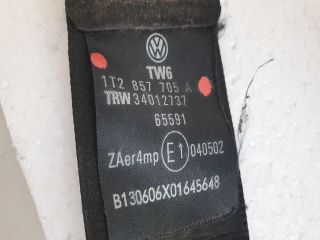 TW6
1T2 857 705 A
TRW 34012737
65591
ZAer4mp E1 040502
B130606X01645648